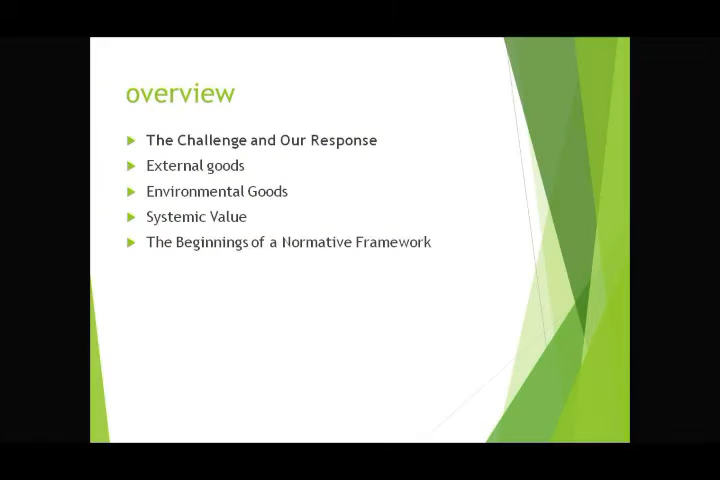 overview
The Challenge and Our Response
External goods
Environmental Goods
Systemic Value
The Beginnings of a Normative Framework